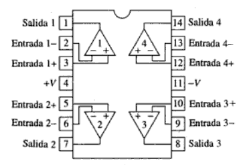 Salida 1 1 14 Salida 4
Entrada 1– 2 1 4 13 Entrada 4–
Entrada 1+ 3 – + + – 12 Entrada 4+
+V 4 11 –V
Entrada 2+ 5 10 Entrada 3+
Entrada 2– 6 – + + – 9 Entrada 3–
Salida 2 7 2 3 8 Salida 3